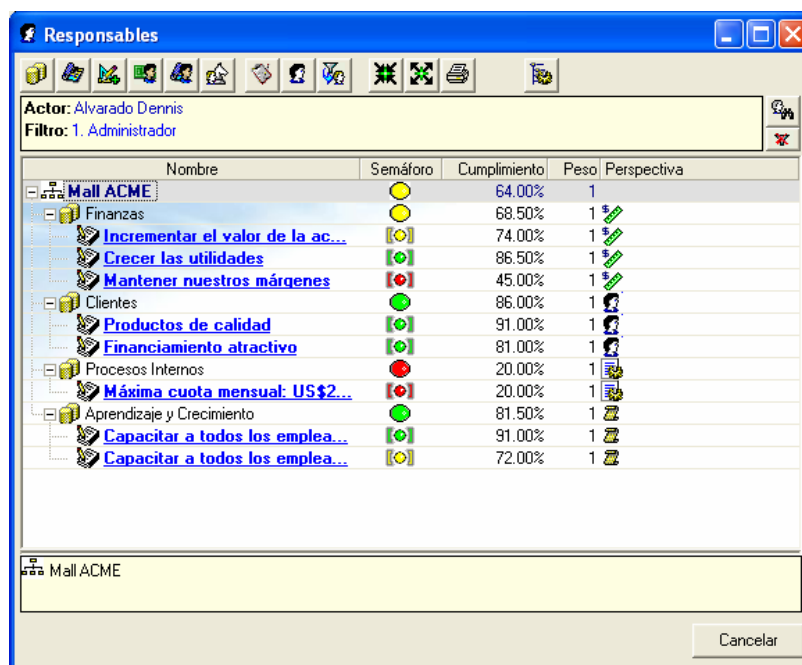 Responsables
Actor: Alvarado Dennis
Filtro: 1. Administrador
Nombre Semáforo Cumplimiento Peso Perspectiva
Mall ACME 64.00% 1
Finanzas 68.50% 1
Incrementar el valor de la ac... 74.00% 1
Crecer las utilidades 86.50% 1
Mantener nuestros márgenes 45.00% 1
Clientes 86.00% 1
Productos de calidad 91.00% 1
Financiamiento atractivo 81.00% 1
Procesos Internos 20.00% 1
Máxima cuota mensual: US$2... 20.00% 1
Aprendizaje y Crecimiento 81.50% 1
Capacitar a todos los emplea... 91.00% 1
Capacitar a todos los emplea... 72.00% 1
Mall ACME
Cancelar